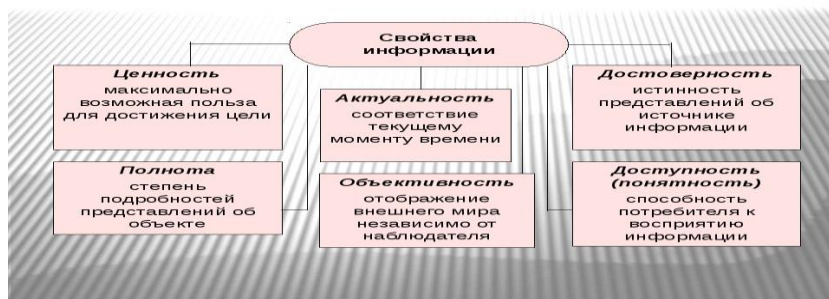 Свойства
информации
Ценность
максимально
возможная польза
для достижения цели
Актуальность
соответствие
текущему
моменту времени
Достоверность
истинность
представлений об
источнике
информации
Полнота
степень
подробностей
представлений об
объекте
Объективность
отображение
внешнего мира
независимо от
наблюдателя
Доступность
(понятность)
способность
потребителя к
восприятию
информации